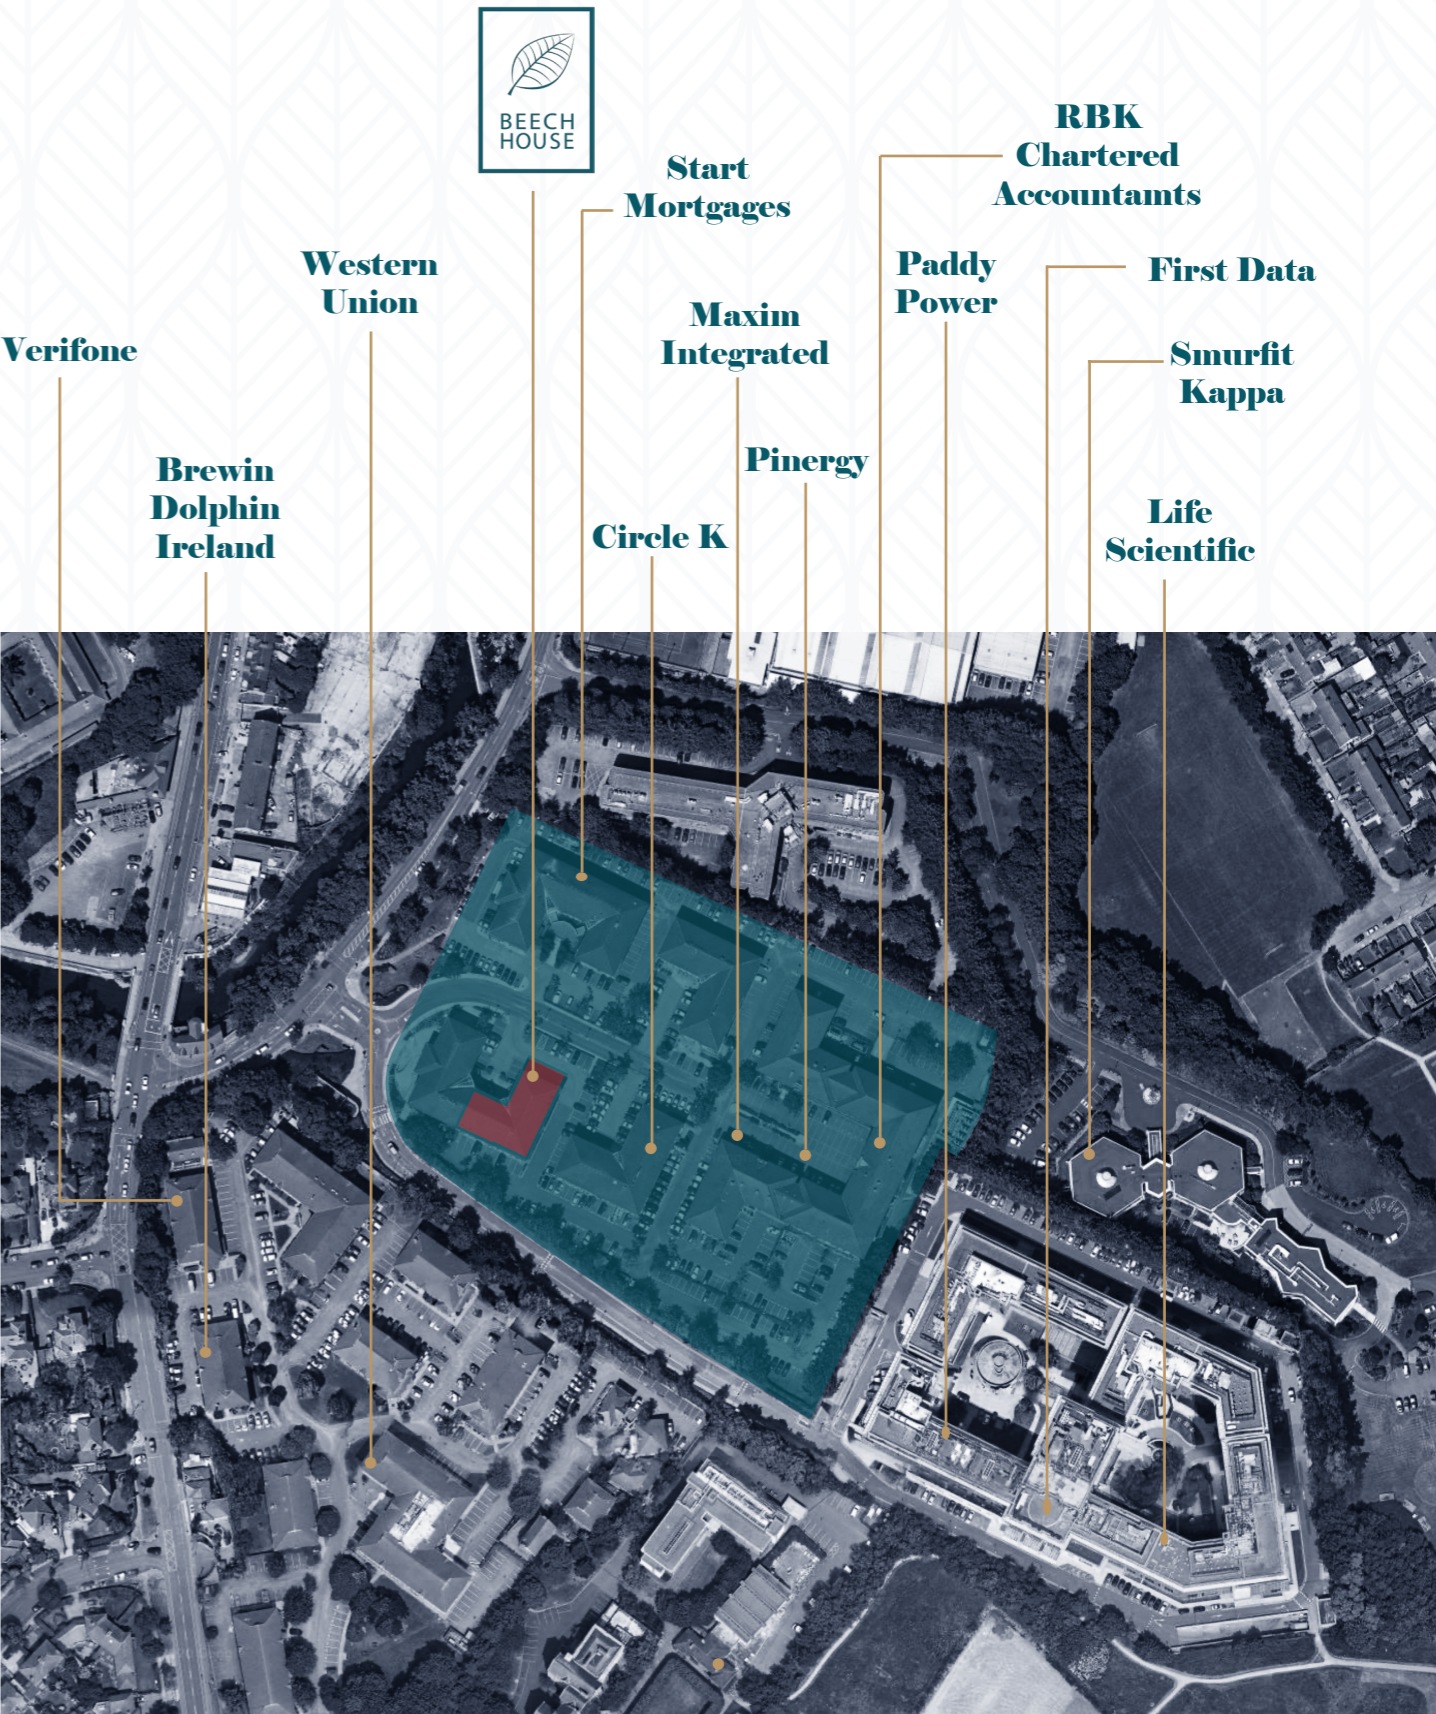 BEECH
HOUSE
Start
Mortgages
RBK
Chartered
Accountamts
Western
Union
Paddy
Power
First Data
Maxim
Integrated
Verifone
Smurfit
Kappa
Brewin
Dolphin
Ireland
Pinergy
Circle K
Life
Scientific